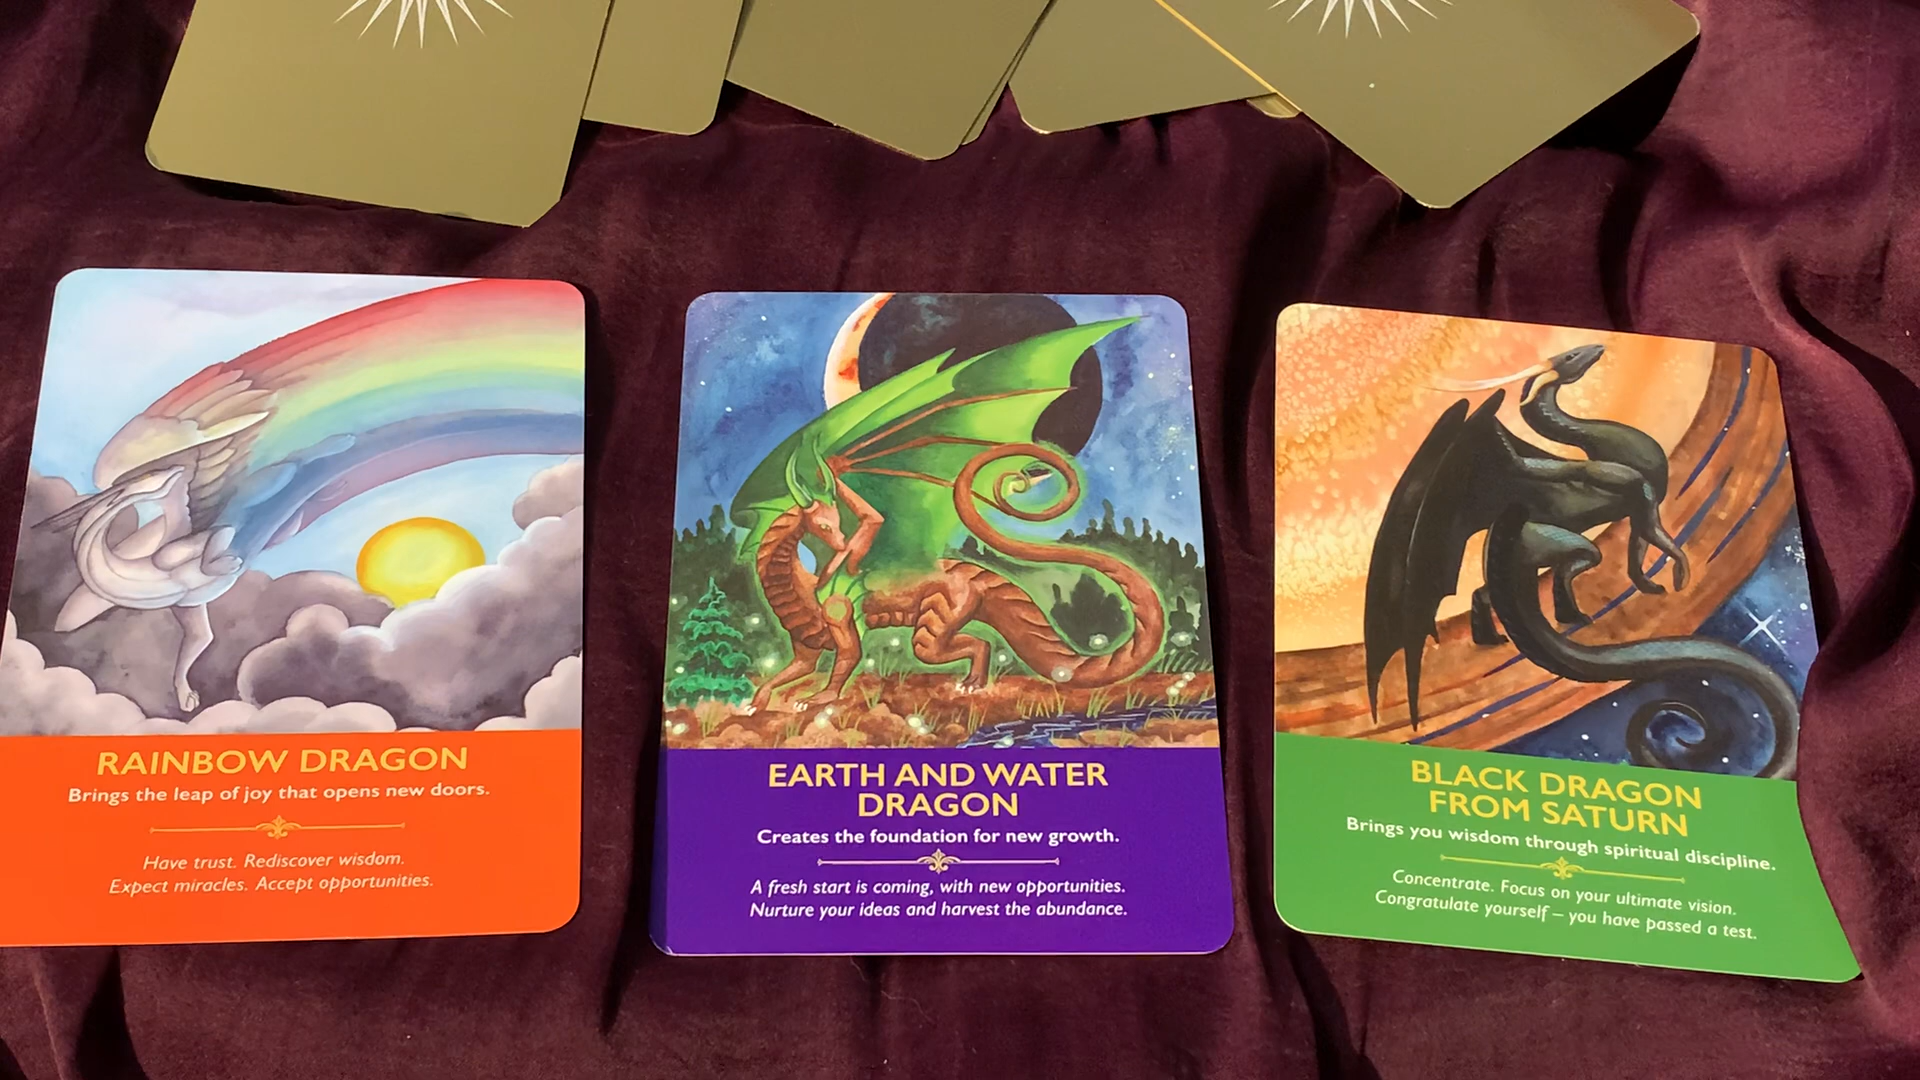 RAINBOW DRAGON
Brings the leap of joy that opens new doors.
Have trust. Rediscover wisdom.
Expect miracles. Accept opportunities.
EARTH AND WATER
DRAGON
Creates the foundation for new growth.
A fresh start is coming, with new opportunities.
Nurture your ideas and harvest the abundance.
BLACK DRAGON
FROM SATURN
Brings you wisdom through spiritual discipline.
Concentrate. Focus on your ultimate vision.
Congratulate yourself – you have passed a test.